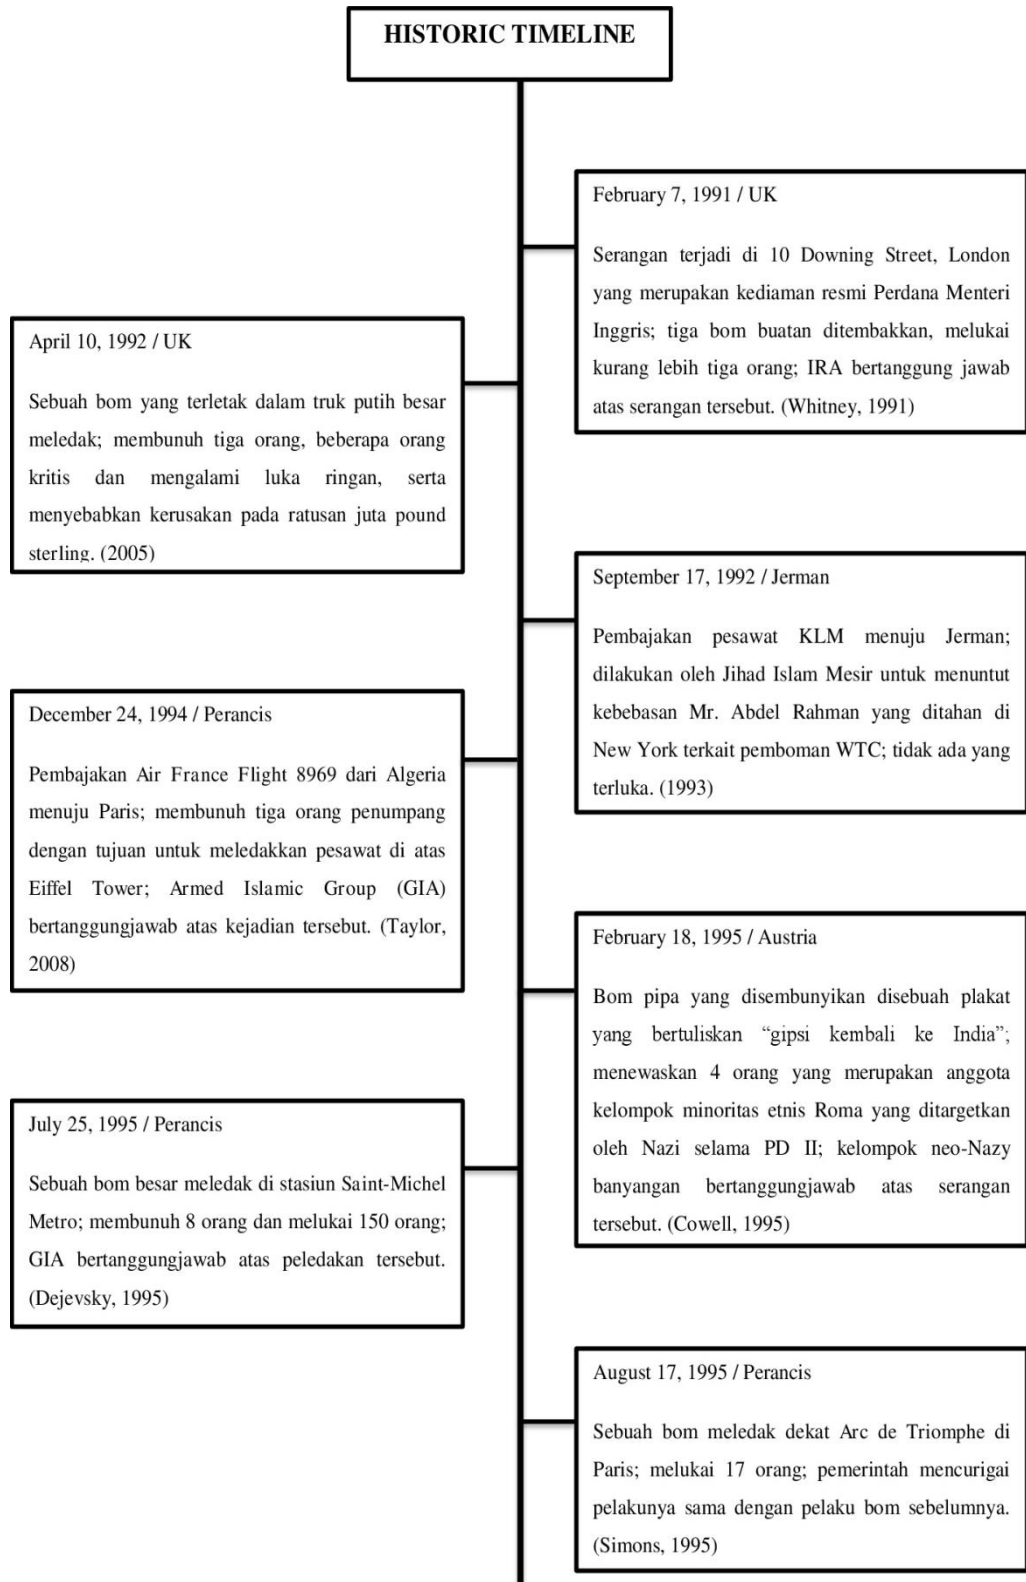 HISTORIC TIMELINE
February 7, 1991 / UK
Serangan terjadi di 10 Downing Street, London
yang merupakan kediaman resmi Perdana Menteri
Inggris; tiga bom buatan ditembakkan, melukai
kurang lebih tiga orang; IRA bertanggung jawab
atas serangan tersebut. (Whitney, 1991)
April 10, 1992 / UK
Sebuah bom yang terletak dalam truk putih besar
meledak; membunuh tiga orang, beberapa orang
kritis dan mengalami luka ringan, serta
menyebabkan kerusakan pada ratusan juta pound
sterling. (2005)
September 17, 1992 / Jerman
Pembajakan pesawat KLM menuju Jerman;
dilakukan oleh Jihad Islam Mesir untuk menuntut
kebebasan Mr. Abdel Rahman yang ditahan di
New York terkait pemboman WTC; tidak ada yang
terluka. (1993)
December 24, 1994 / Perancis
Pembajakan Air France Flight 8969 dari Algeria
menuju Paris; membunuh tiga orang penumpang
dengan tujuan untuk meledakkan pesawat di atas
Eiffel Tower; Armed Islamic Group (GIA)
bertanggungjawab atas kejadian tersebut. (Taylor,
2008)
February 18, 1995 / Austria
Bom pipa yang disembunyikan disebuah plakat
yang bertuliskan “gipsi kembali ke India”;
menewaskan 4 orang yang merupakan anggota
kelompok minoritas etnis Roma yang ditargetkan
oleh Nazi selama PD II; kelompok neo-Nazy
banyangan bertanggungjawab atas serangan
tersebut. (Cowell, 1995)
July 25, 1995 / Perancis
Sebuah bom besar meledak di stasiun Saint-Michel
Metro; membunuh 8 orang dan melukai 150 orang;
GIA bertanggungjawab atas peledakan tersebut.
(Dejevsky, 1995)
August 17, 1995 / Perancis
Sebuah bom meledak dekat Arc de Triomphe di
Paris; melukai 17 orang; pemerintah mencurigai
pelakunya sama dengan pelaku bom sebelumnya.
(Simons, 1995)